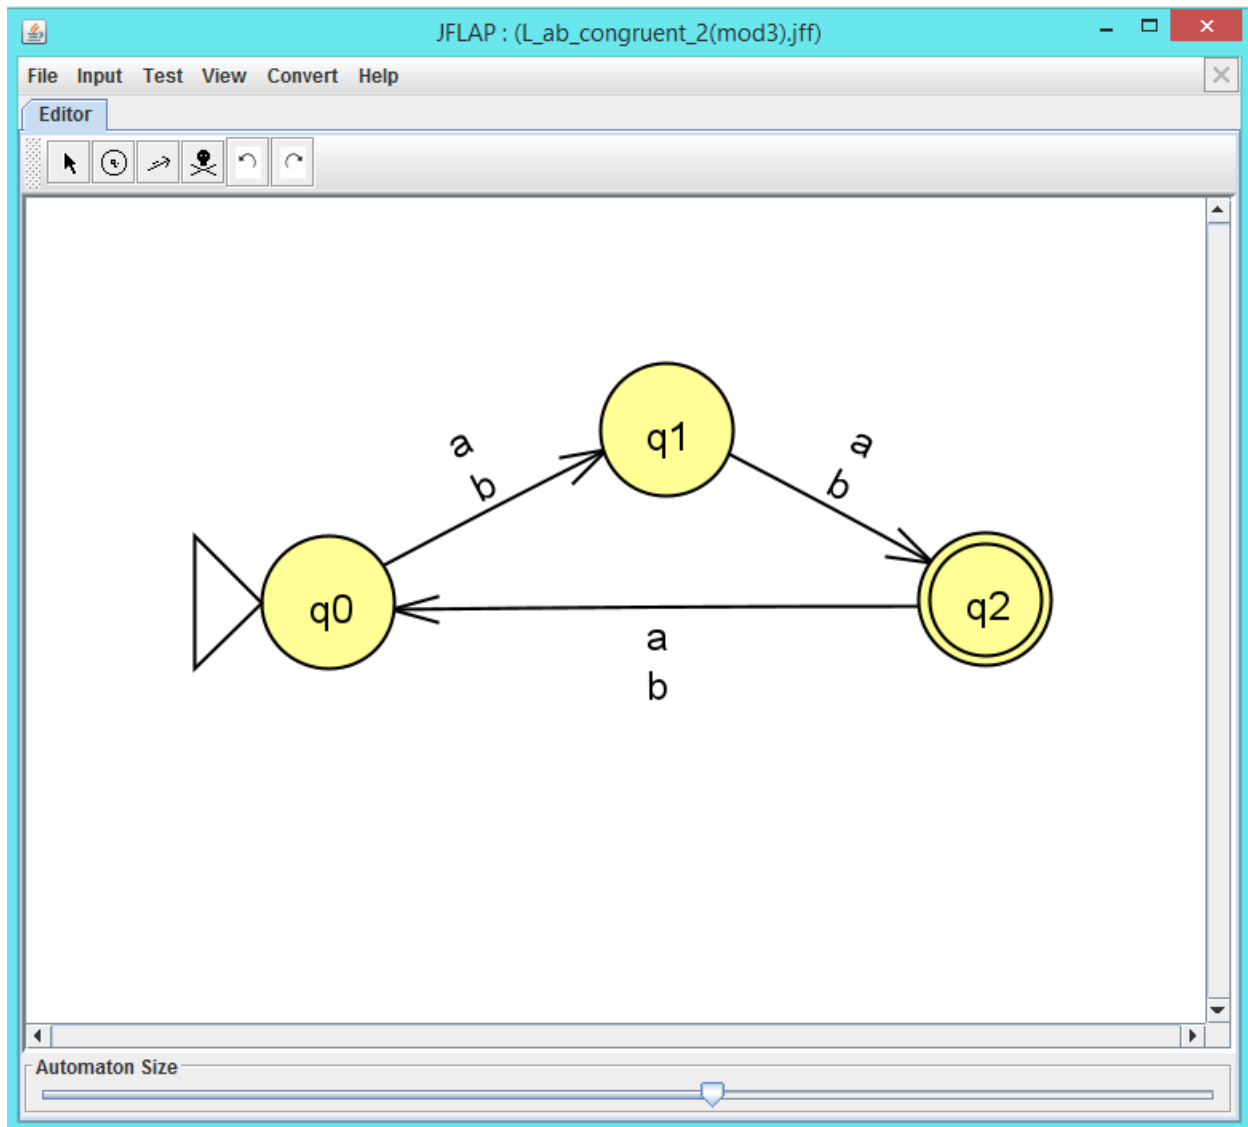 JFLAP : (L_ab_congruent_2(mod3).jff)
File Input Test View Convert Help
Editor
q
a
b
q1
a
b
q0
q2
a
b
Automaton Size